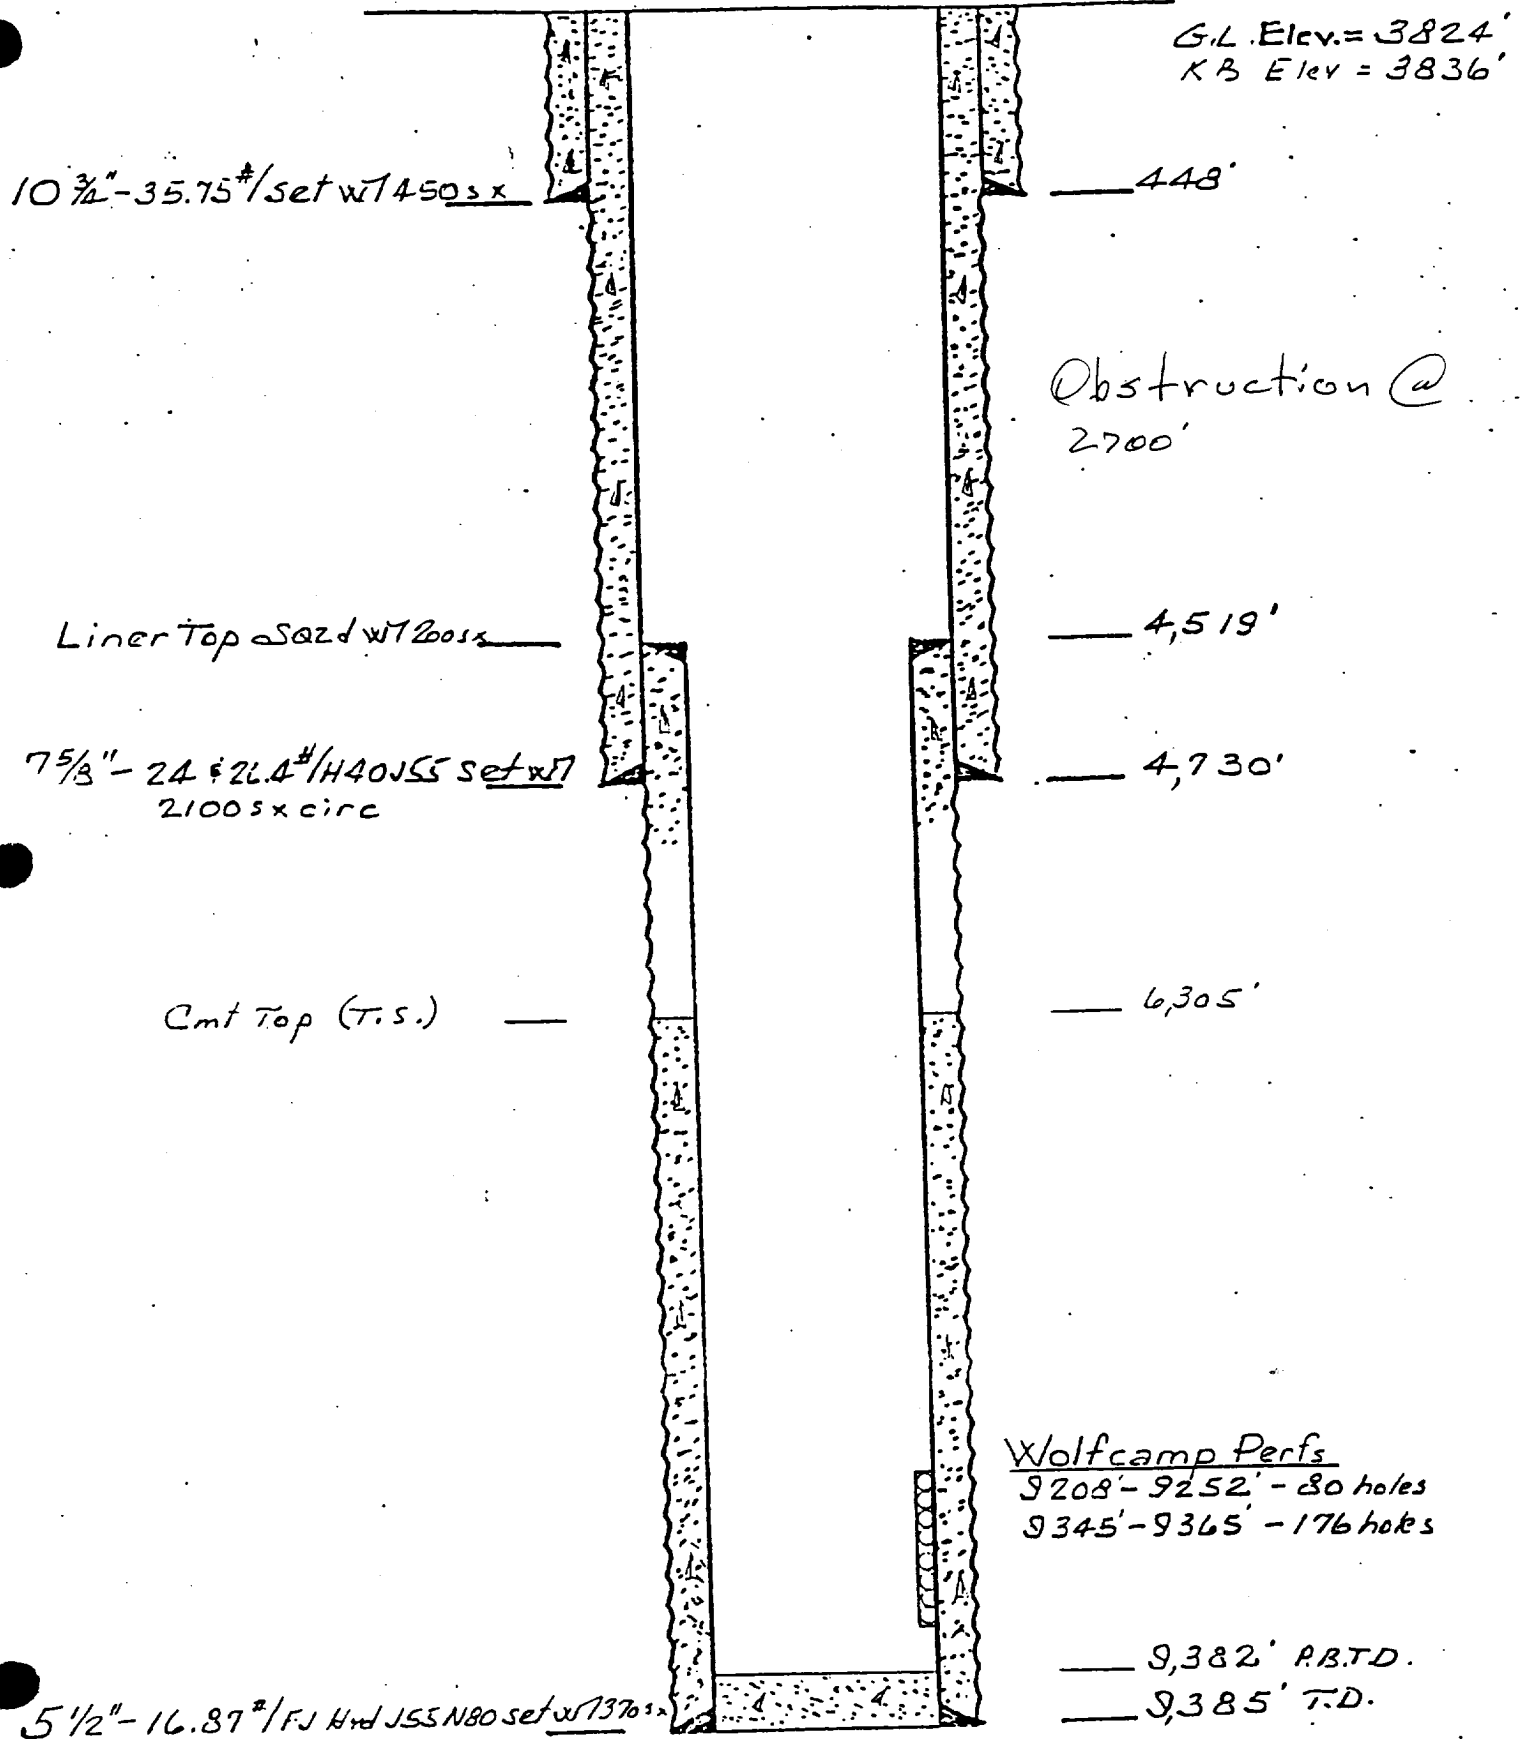 G.L. Elev. = 3824'
KB Elev = 3836'
10 3/4" - 35.75#/set w/ 450 sx
448'
Obstruction @
2700'
Liner Top Sqzd w/ 200 sx
4,519'
7 5/8" - 24 & 26.4#/H40 J55 set w/
2100 sx circ
4,730'
Cmt Top (T.S.)
6,305'
Wolfcamp Perfs
9208' - 9252' - 80 holes
9345' - 9365' - 176 holes
9,382' P.B.T.D.
9,385' T.D.
5 1/2" - 16.87#/FJ Hyd J55 N80 set w/ 1370 sx